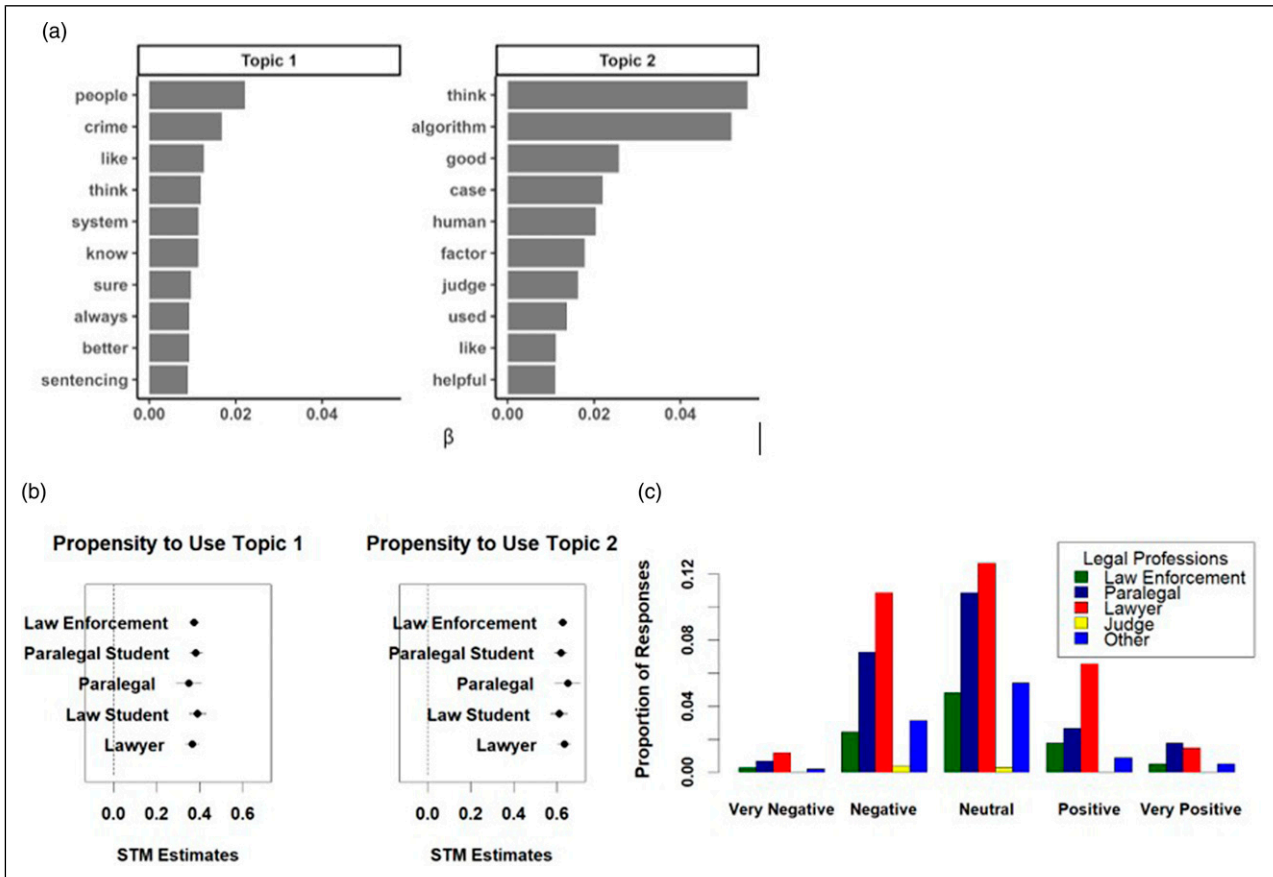 (a)
Topic 1
people
crime
like
think
system
know
sure
always
better
sentencing
0.00 0.02 0.04
Topic 2
think
algorithm
good
case
human
factor
judge
used
like
helpful
0.00 0.02 0.04
β
(b)
Propensity to Use Topic 1
Law Enforcement
Paralegal Student
Paralegal
Law Student
Lawyer
0.0 0.2 0.4 0.6
STM Estimates
Propensity to Use Topic 2
Law Enforcement
Paralegal Student
Paralegal
Law Student
Lawyer
0.0 0.2 0.4 0.6
STM Estimates
(c)
Proportion of Responses
0.12
0.08
0.04
0.00
Legal Professions
Law Enforcement
Paralegal
Lawyer
Judge
Other
Very Negative Negative Neutral Positive Very Positive